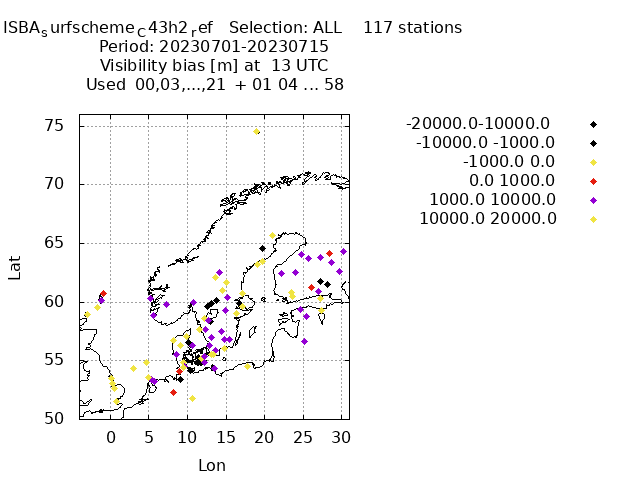 ISBAsurfschemeC43h2ref Selection: ALL 117 stations
Period: 20230701-20230715
Visibility bias [m] at 13 UTC
Used 00,03,...,21 + 01 04 ... 58
-20000.0-10000.0
-10000.0 -1000.0
-1000.0 0.0
0.0 1000.0
1000.0 10000.0
10000.0 20000.0
75
70
65
60
55
50
Lat
0 5 10 15 20 25 30
Lon